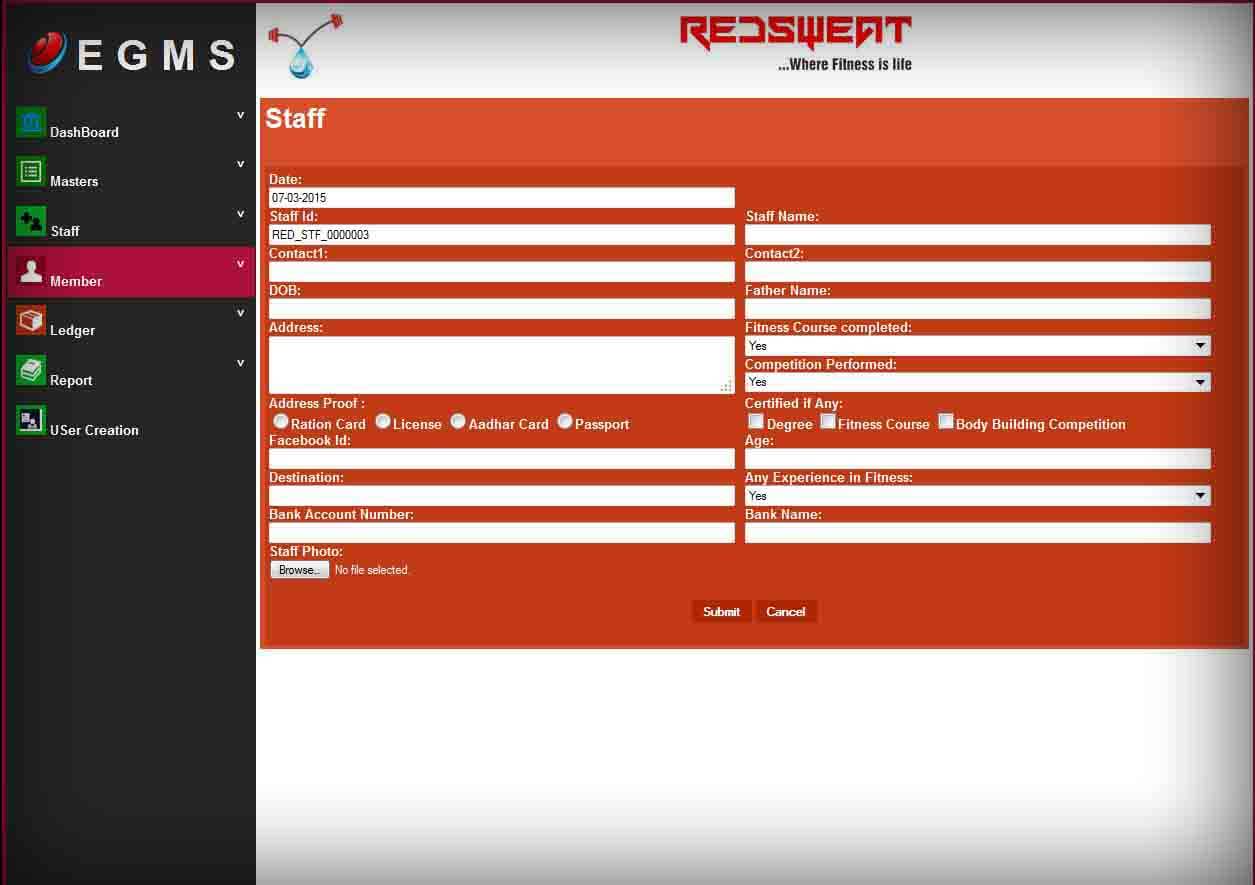 EGMS
REDSWEAT
...Where Fitness is life
DashBoard v
Masters v
Staff v
Member v
Ledger v
Report v
USer Creation
Staff
Date:
07-03-2015
Staff Id: Staff Name:
RED_STF_0000003
Contact1: Contact2:
DOB: Father Name:
Address: Fitness Course completed:
Yes
Competition Performed:
Yes
Address Proof : Certified if Any:
Ration Card License Aadhar Card Passport Degree Fitness Course Body Building Competition
Facebook Id: Age:
Destination: Any Experience in Fitness:
Yes
Bank Account Number: Bank Name:
Staff Photo:
Browse... No file selected.
Submit Cancel